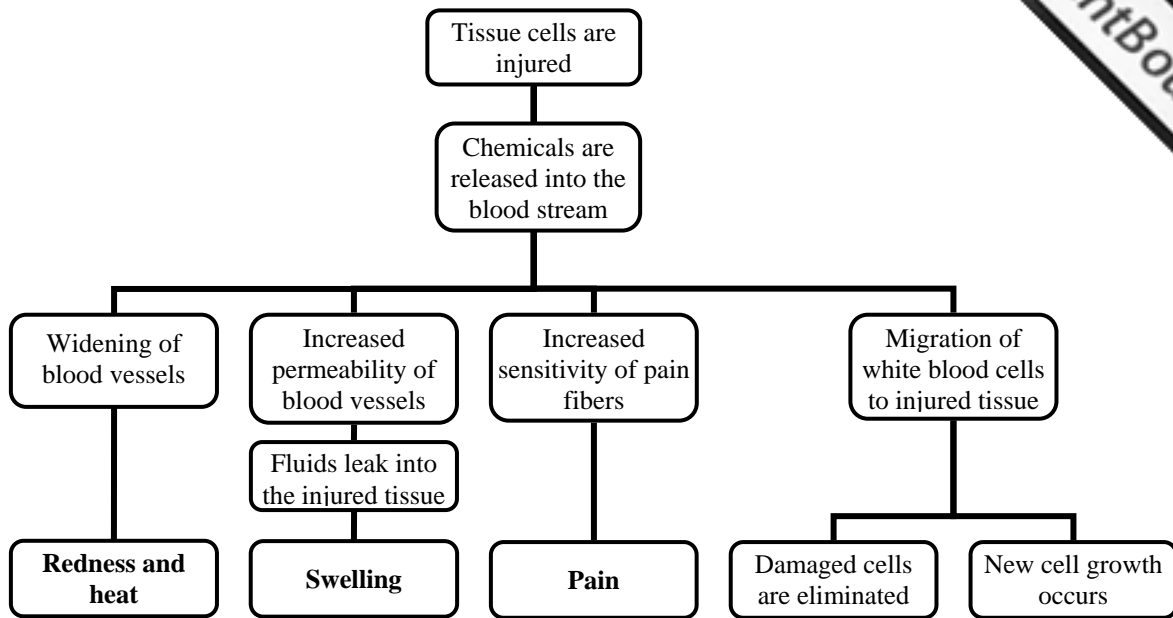 Tissue cells are
injured
Chemicals are
released into the
blood stream
Widening of
blood vessels
Increased
permeability of
blood vessels
Increased
sensitivity of pain
fibers
Migration of
white blood cells
to injured tissue
Fluids leak into
the injured tissue
Redness and
heat
Swelling
Pain
Damaged cells
are eliminated
New cell growth
occurs